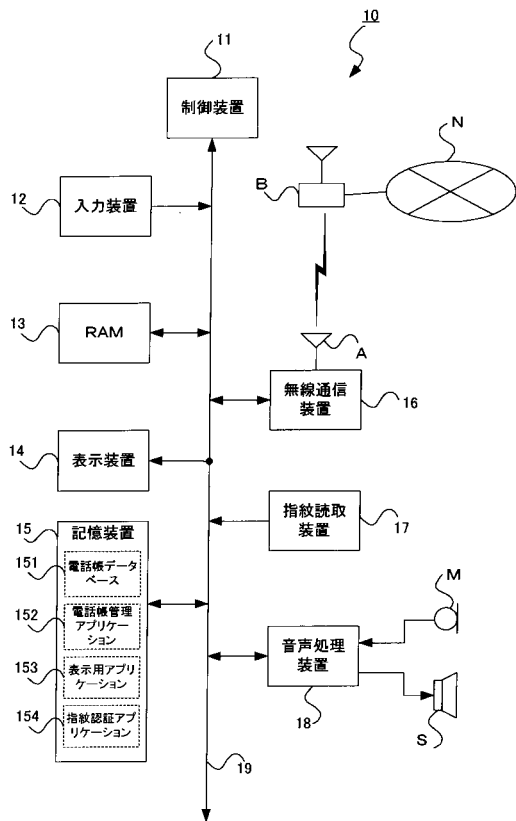 10
11
制御装置
N
B
12
入力装置
13
RAM
A
無線通信
装置
16
14
表示装置
指紋読取
装置
17
15
記憶装置
151
電話帳データ
ベース
152
電話帳管理
アプリケー
ション
153
表示用アプリ
ケーション
154
指紋認証アプ
リケーション
M
音声処理
装置
18
S
19